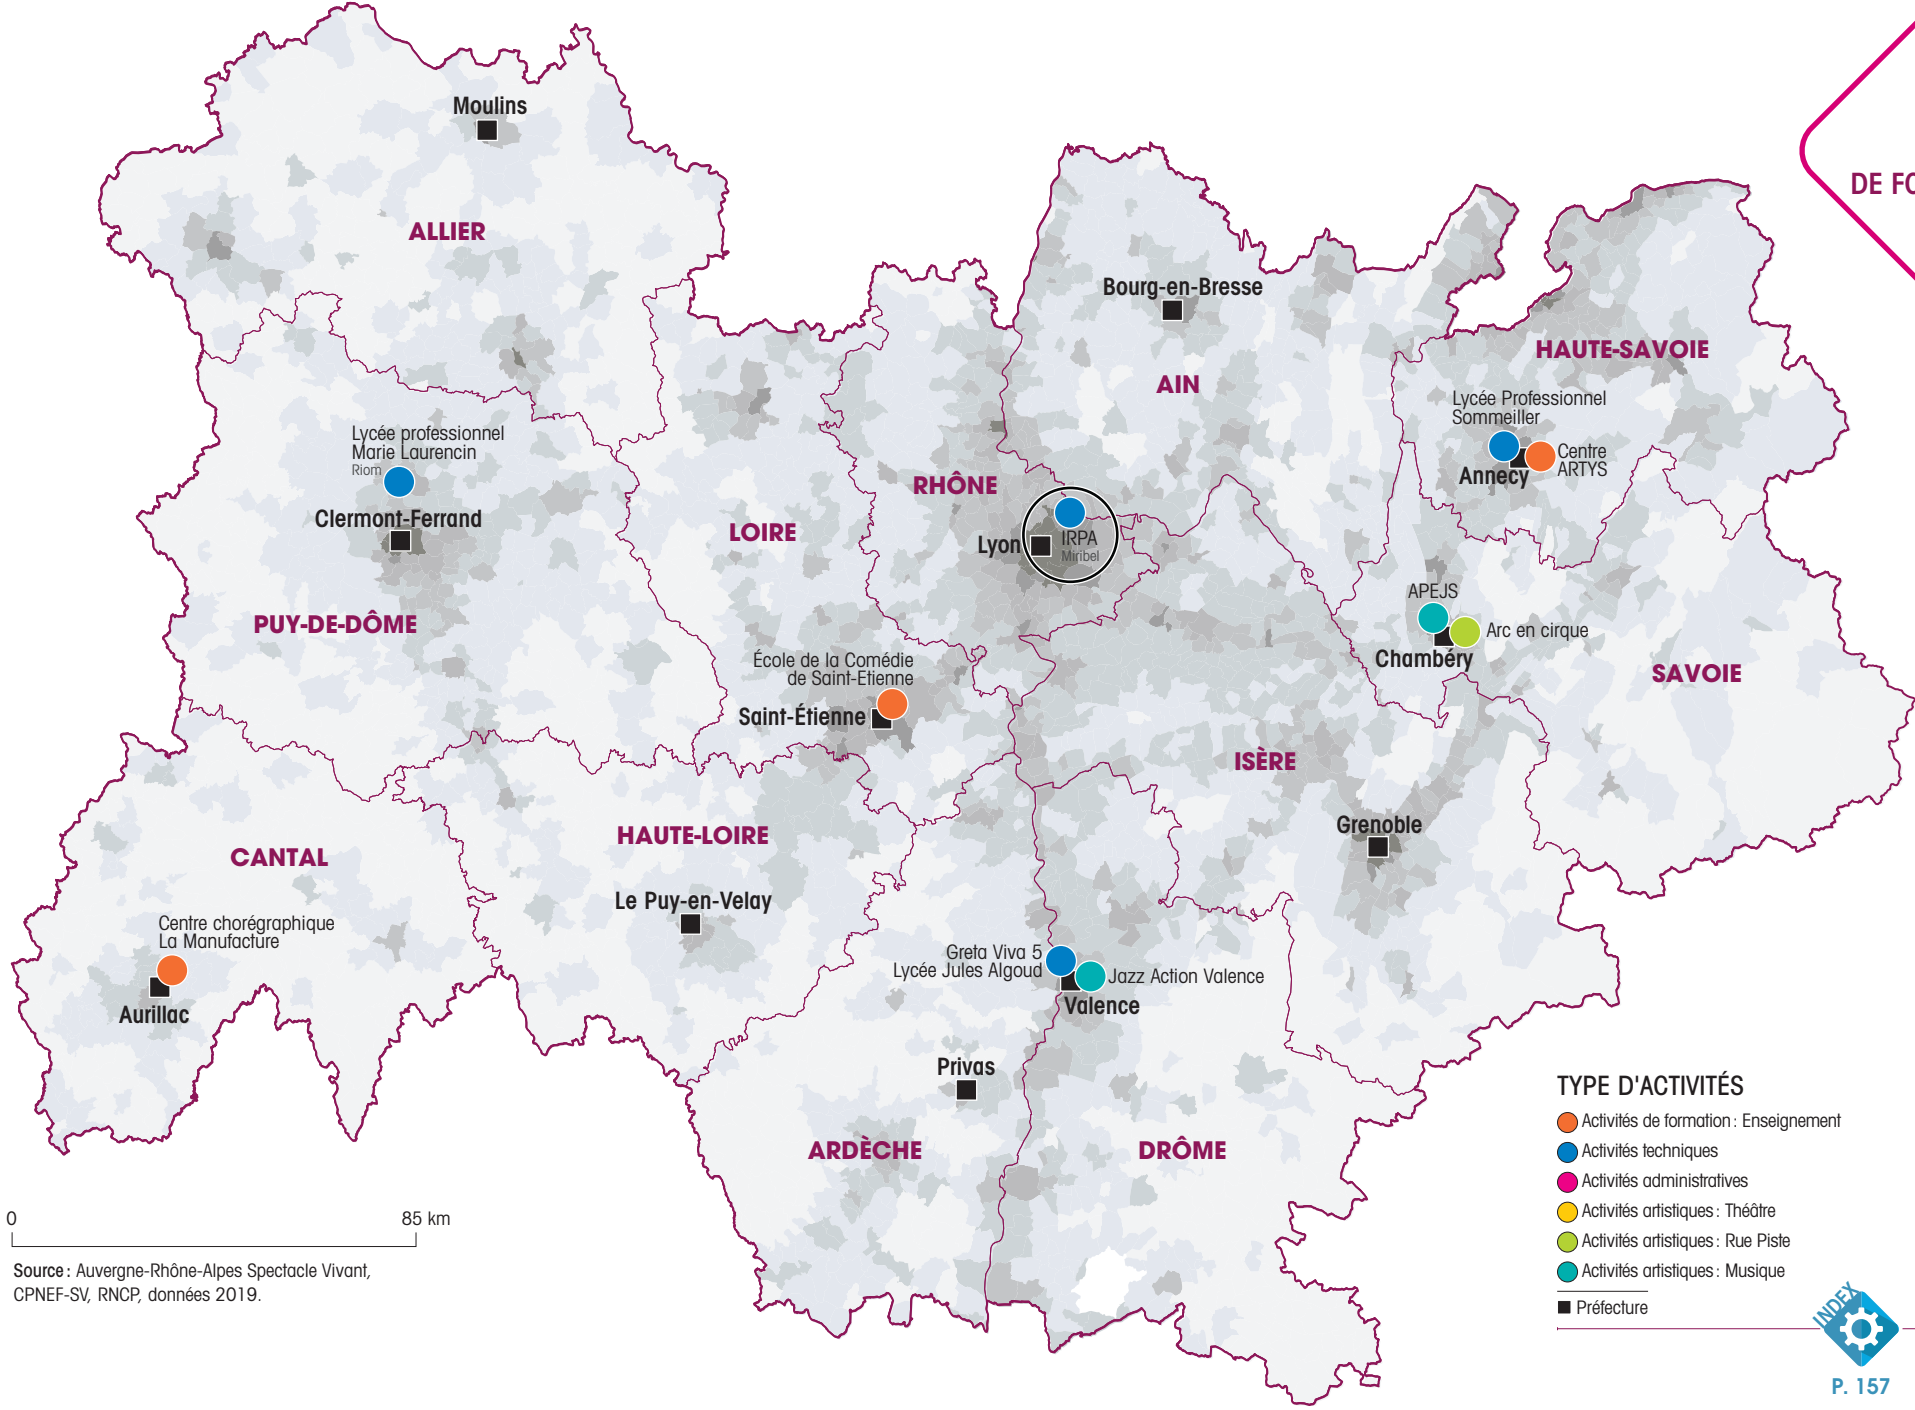 Moulins
ALLIER
DE FO
Bourg-en-Bresse
HAUTE-SAVOIE
AIN
Lycée Professionnel
Sommeiller
Centre
ARTYS
Annecy
Lycée professionnel
Marie Laurencin
Riom
Clermont-Ferrand
RHÔNE
LOIRE
Lyon
IRPA
Miribel
PUY-DE-DÔME
APEJS
Arc en cirque
Chambéry
SAVOIE
École de la Comédie
de Saint-Etienne
Saint-Étienne
ISÈRE
Grenoble
HAUTE-LOIRE
CANTAL
Le Puy-en-Velay
Centre chorégraphique
La Manufacture
Aurillac
Greta Viva 5
Lycée Jules Algoud
Jazz Action Valence
Valence
Privas
ARDÈCHE
DRÔME
TYPE D'ACTIVITÉS
Activités de formation : Enseignement
Activités techniques
Activités administratives
Activités artistiques : Théâtre
Activités artistiques : Rue Piste
Activités artistiques : Musique
Préfecture
0 85 km
Source : Auvergne-Rhône-Alpes Spectacle Vivant,
CPNEF-SV, RNCP, données 2019.
INDEX
P. 157